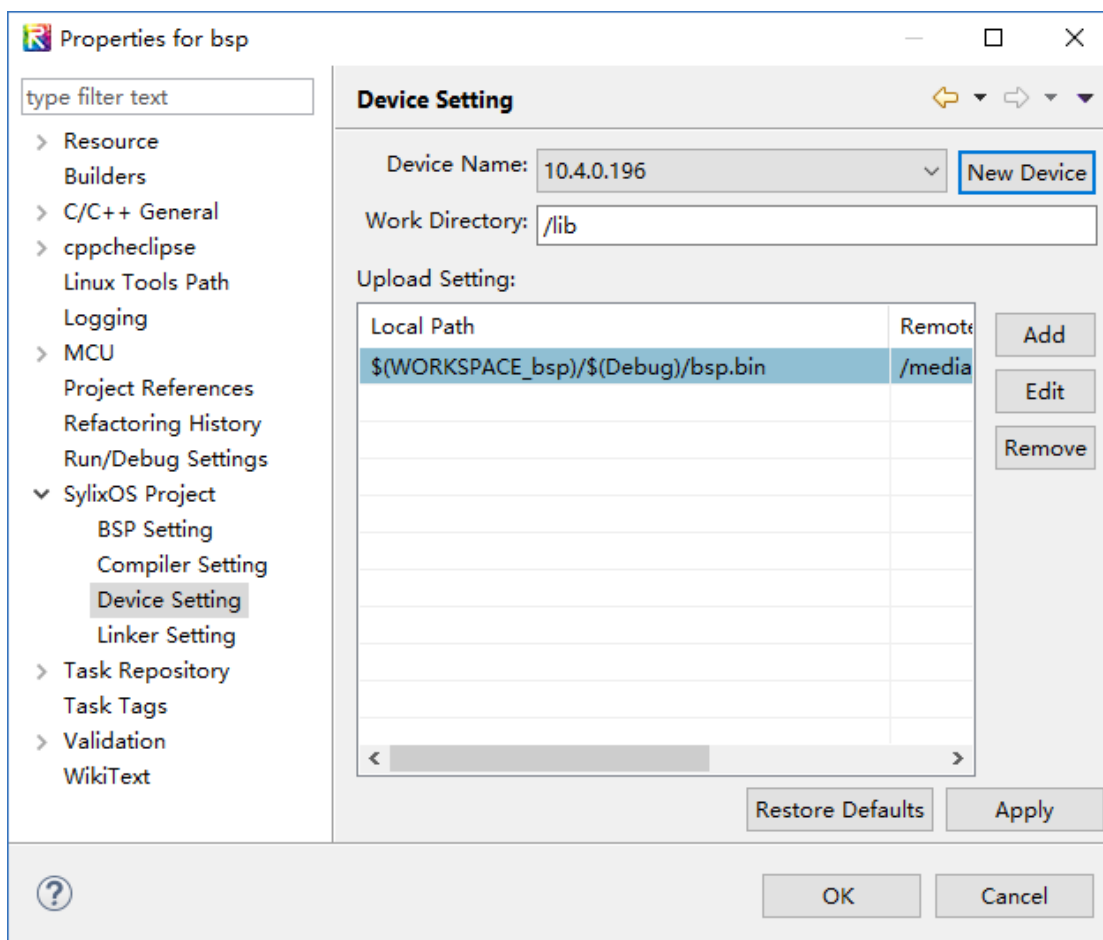 Properties for bsp
type filter text
Resource
Builders
C/C++ General
cppcheclipse
Linux Tools Path
Logging
MCU
Project References
Refactoring History
Run/Debug Settings
SylixOS Project
BSP Setting
Compiler Setting
Device Setting
Linker Setting
Task Repository
Task Tags
Validation
WikiText
Device Setting
Device Name: 10.4.0.196 New Device
Work Directory: /lib
Upload Setting:
Local Path Remote
$(WORKSPACE_bsp)/$(Debug)/bsp.bin /media
Add
Edit
Remove
Restore Defaults Apply
OK Cancel